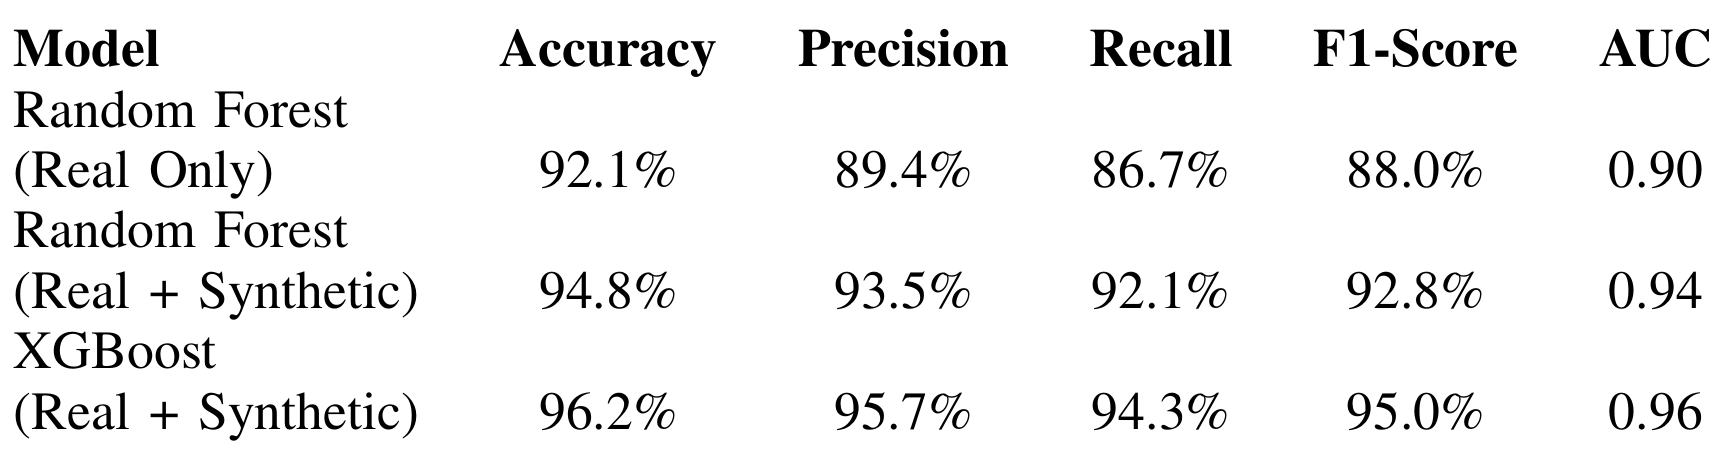 Model Accuracy Precision Recall F1-Score AUC
Random Forest
(Real Only) 92.1% 89.4% 86.7% 88.0% 0.90
Random Forest
(Real + Synthetic) 94.8% 93.5% 92.1% 92.8% 0.94
XGBoost
(Real + Synthetic) 96.2% 95.7% 94.3% 95.0% 0.96